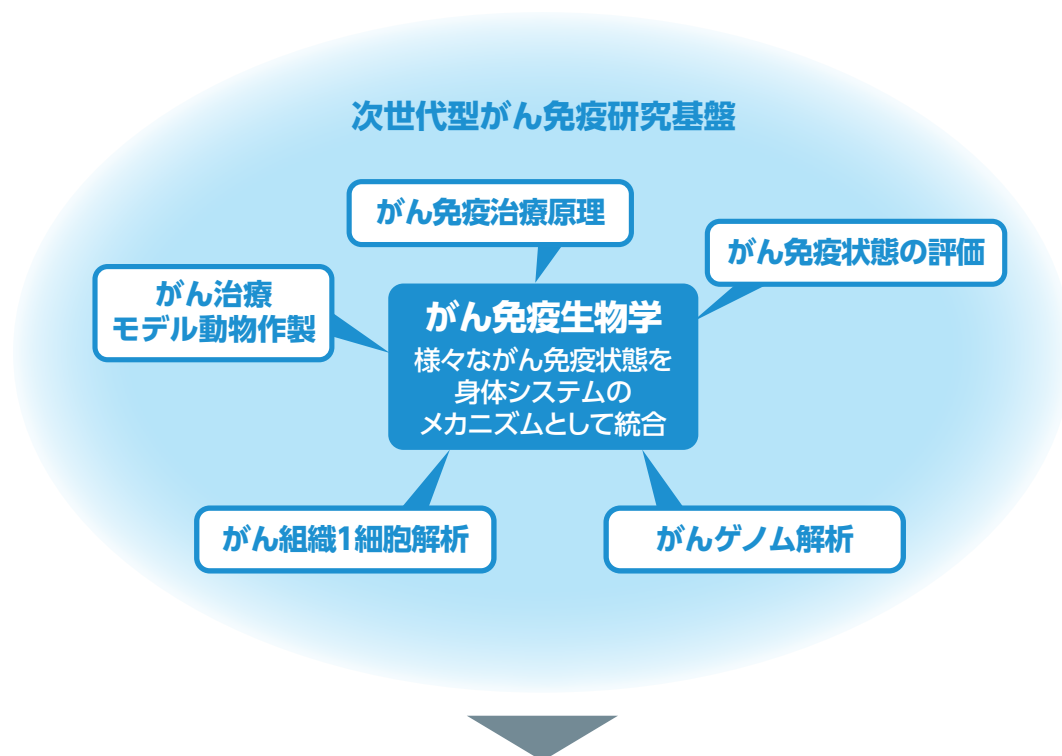 次世代型がん免疫研究基盤
がん免疫治療原理
がん免疫状態の評価
がん治療
モデル動物作製
がん免疫生物学
様々ながん免疫状態を
身体システムの
メカニズムとして統合
がん組織1細胞解析
がんゲノム解析